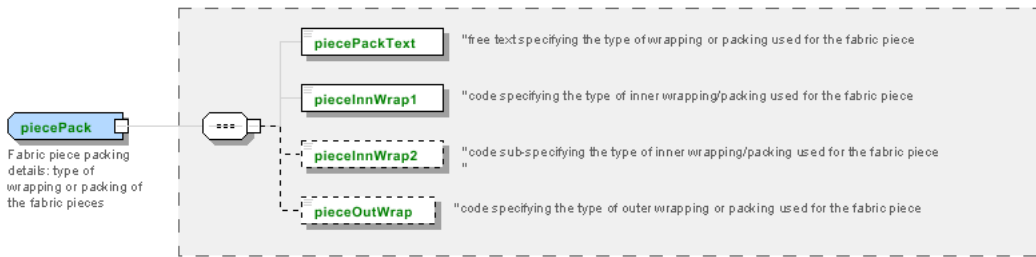 piecePackText
"free text specifying the type of wrapping or packing used for the fabric piece
pieceInnWrap1
"code specifying the type of inner wrapping/packing used for the fabric piece
piecePack
Fabric piece packing
details: type of
wrapping or packing of
the fabric pieces
pieceInnWrap2
"code sub-specifying the type of inner wrapping/packing used for the fabric piece
"
pieceOutWrap
"code specifying the type of outer wrapping or packing used for the fabric piece